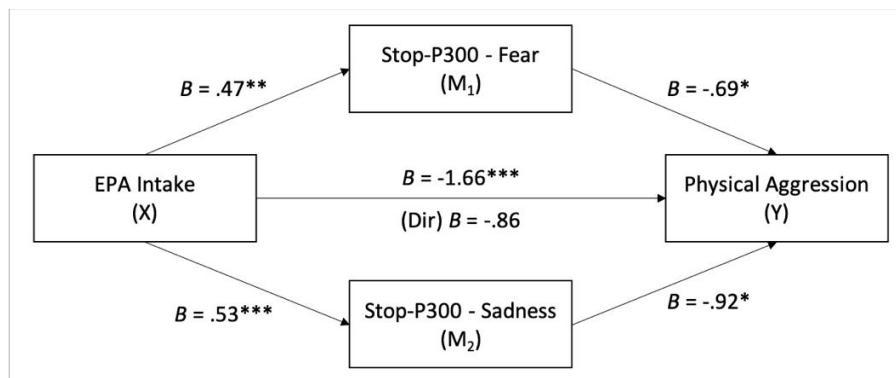 Stop-P300 - Fear
(M₁)
B = .47**
B = -.69*
EPA Intake
(X)
B = -1.66***
(Dir) B = -.86
Physical Aggression
(Y)
B = .53***
B = -.92*
Stop-P300 - Sadness
(M₂)